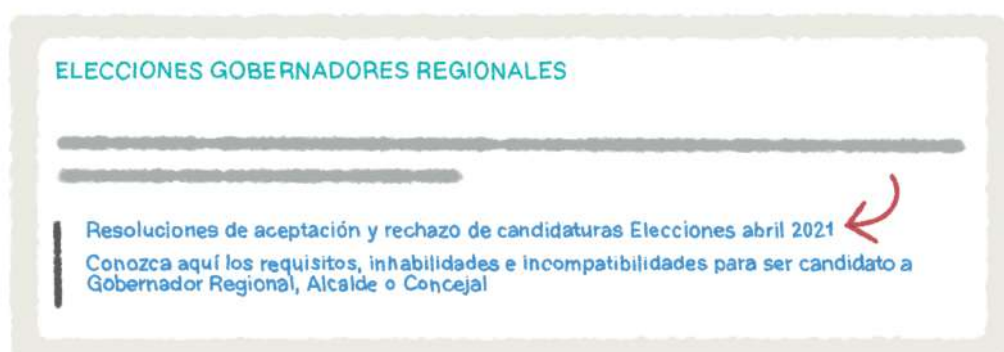 ELECCIONES GOBERNADORES REGIONALES
Resoluciones de aceptación y rechazo de candidaturas Elecciones abril 2021
Conozca aquí los requisitos, inhabilidades e incompatibilidades para ser candidato a
Gobernador Regional, Alcalde o Concejal